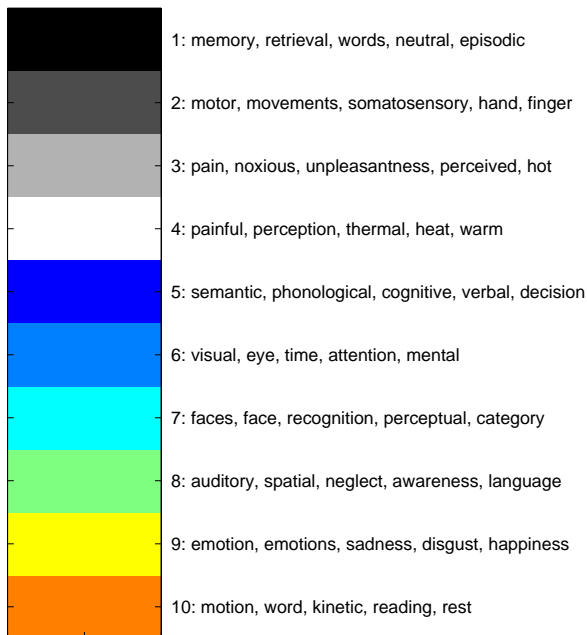 1: memory, retrieval, words, neutral, episodic
2: motor, movements, somatosensory, hand, finger
3: pain, noxious, unpleasantness, perceived, hot
4: painful, perception, thermal, heat, warm
5: semantic, phonological, cognitive, verbal, decision
6: visual, eye, time, attention, mental
7: faces, face, recognition, perceptual, category
8: auditory, spatial, neglect, awareness, language
9: emotion, emotions, sadness, disgust, happiness
10: motion, word, kinetic, reading, rest